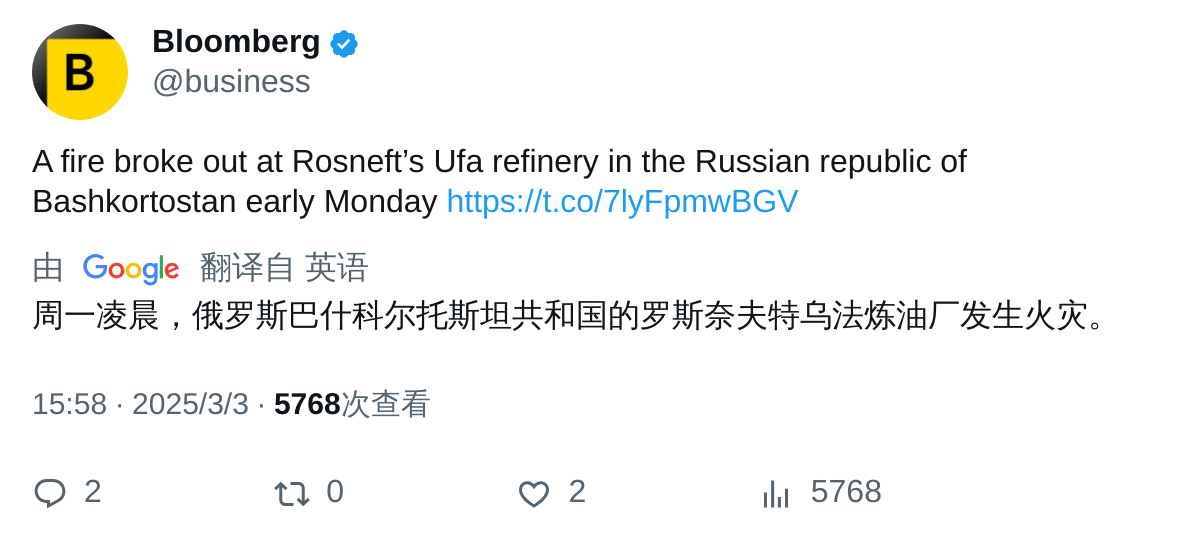 B
Bloomberg
@business
A fire broke out at Rosneft’s Ufa refinery in the Russian republic of
Bashkortostan early Monday https://t.co/7lyFpmwBGV
由 Google 翻译自 英语
周一凌晨，俄罗斯巴什科尔托斯坦共和国的罗斯奈夫特乌法炼油厂发生火灾。
15:58 · 2025/3/3 · 5768次查看
2 0 2 5768